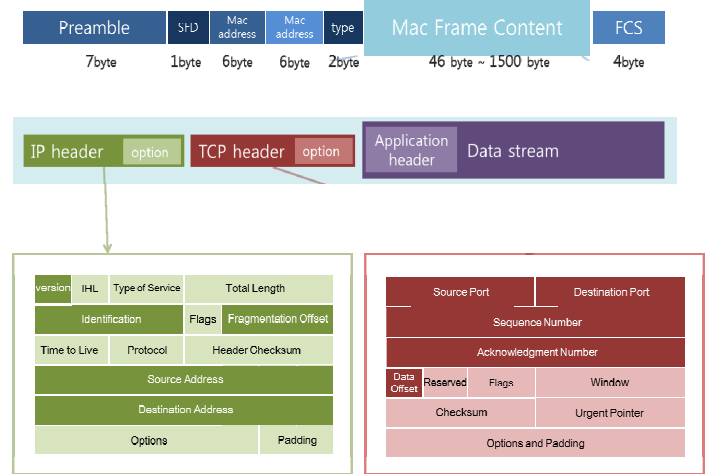 Preamble SFD Mac address Mac address type Mac Frame Content FCS
7byte 1byte 6byte 6byte 2byte 46 byte ~ 1500 byte 4byte
IP header option TCP header option Application header Data stream
version IHL Type of Service Total Length
Identification Flags Fragmentation Offset
Time to Live Protocol Header Checksum
Source Address
Destination Address
Options Padding
Source Port Destination Port
Sequence Number
Acknowledgment Number
Data Offset Reserved Flags Window
Checksum Urgent Pointer
Options and Padding